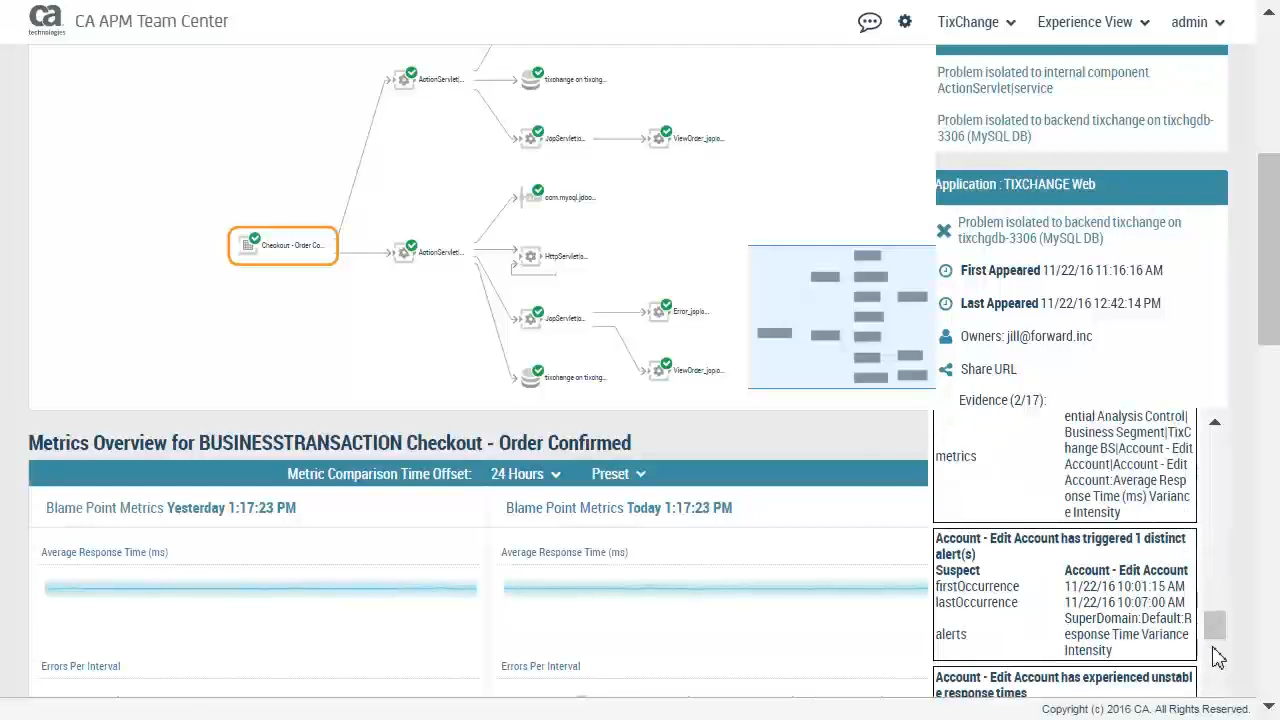 ca
technologies
CA APM Team Center
TixChange
Experience View
admin
ActionServlet|...
tixchange on tixchg...
JspServlet|o...
ViewOrder_jsp|o...
com.mysql.jdbc...
Checkout - Order Co...
ActionServlet|...
HttpServlet|o...
JspServlet|o...
Error_jsp|o...
tixchange on tixchg...
ViewOrder_jsp|o...
Problem isolated to internal component
ActionServlet|service
Problem isolated to backend tixchange on tixchgdb-
3306 (MySQL DB)
Application : TIXCHANGE Web
Problem isolated to backend tixchange on
tixchgdb-3306 (MySQL DB)
First Appeared 11/22/16 11:16:16 AM
Last Appeared 11/22/16 12:42:14 PM
Owners: jill@forward.inc
Share URL
Evidence (2/17):
metrics
ential Analysis Control|
Business Segment|TixC
hange BS|Account - Edit
Account|Account - Edit
Account:Average Resp
onse Time (ms) Varianc
e Intensity
Account - Edit Account has triggered 1 distinct
alert(s)
Suspect Account - Edit Account
firstOccurrence 11/22/16 10:01:15 AM
lastOccurrence 11/22/16 10:07:00 AM
alerts
SuperDomain:Default:R
esponse Time Variance
Intensity
Account - Edit Account has experienced unstabl
e response times
Metrics Overview for BUSINESSTRANSACTION Checkout - Order Confirmed
Metric Comparison Time Offset: 24 Hours Preset
Blame Point Metrics Yesterday 1:17:23 PM
Blame Point Metrics Today 1:17:23 PM
Average Response Time (ms)
Average Response Time (ms)
Errors Per Interval
Errors Per Interval
Copyright (c) 2016 CA. All Rights Reserved.